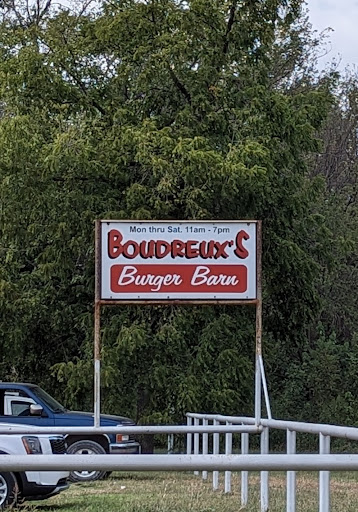 Mon thru Sat. 11am - 7pm
BOUDREUX'S
Burger Barn